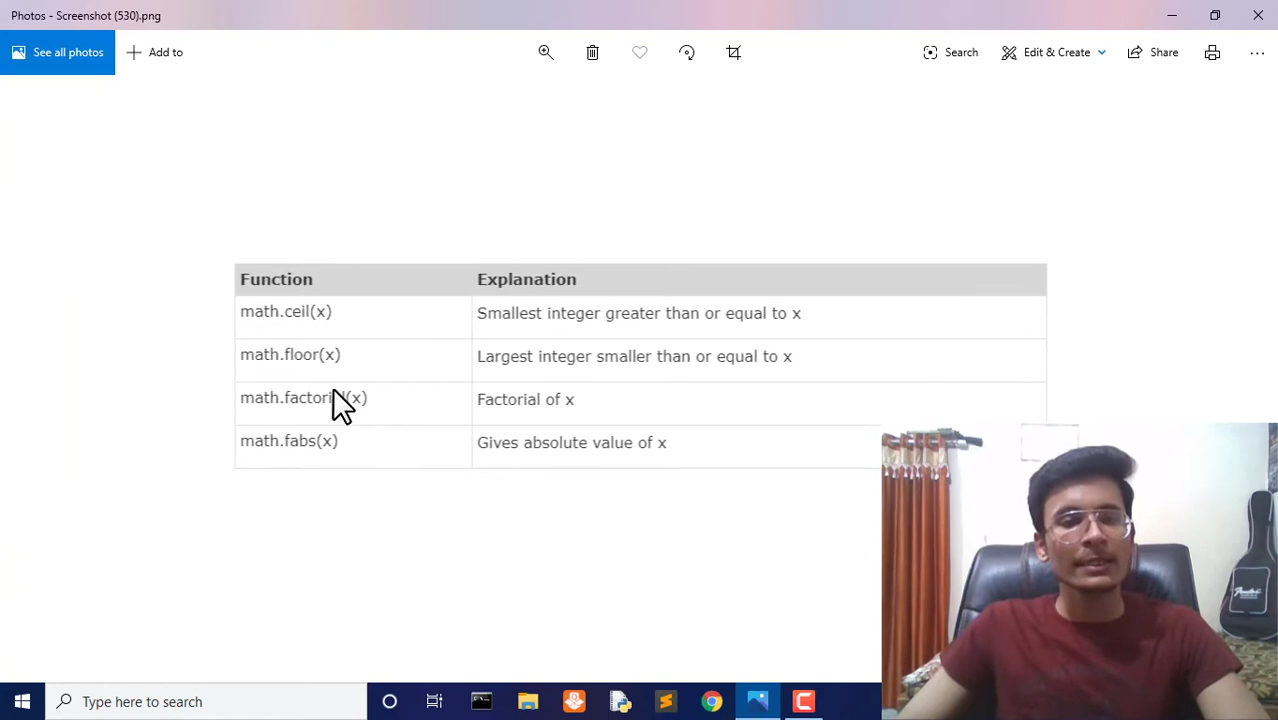 Photos - Screenshot (530).png
See all photos
Add to
Search
Edit & Create
Share
Function
Explanation
math.ceil(x)
Smallest integer greater than or equal to x
math.floor(x)
Largest integer smaller than or equal to x
Factorial of x
math.fabs(x)
Gives absolute value of x
Fender
Type here to search